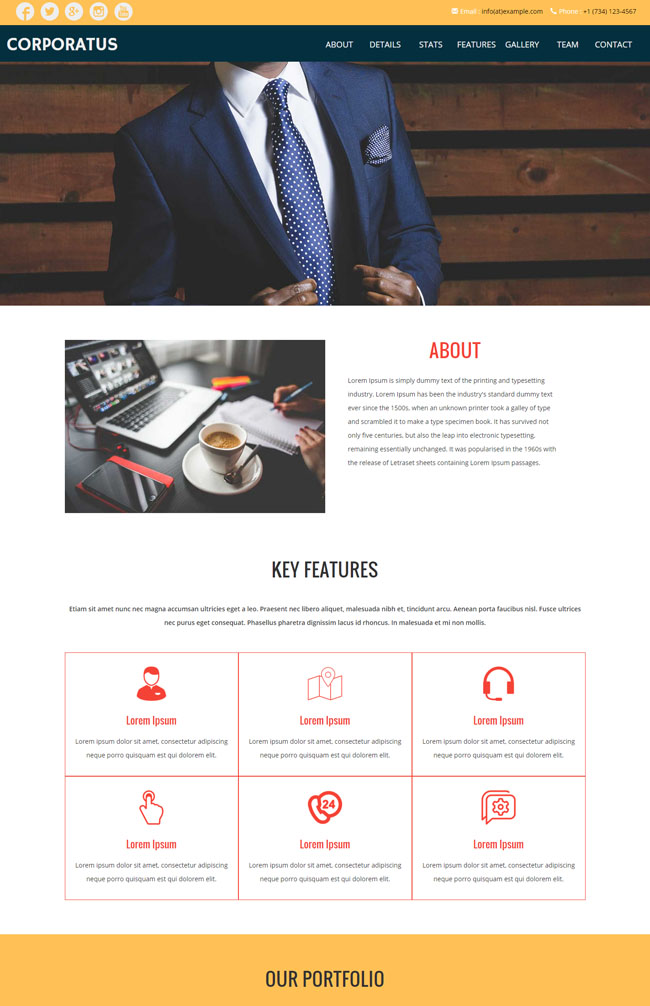 Email : info(at)example.com Phone : +1 (734) 123-4567
CORPORATUS ABOUT DETAILS STATS FEATURES GALLERY TEAM CONTACT
ABOUT
Lorem Ipsum is simply dummy text of the printing and typesetting
industry. Lorem Ipsum has been the industry's standard dummy text
ever since the 1500s, when an unknown printer took a galley of type
and scrambled it to make a type specimen book. It has survived not
only five centuries, but also the leap into electronic typesetting,
remaining essentially unchanged. It was popularised in the 1960s with
the release of Letraset sheets containing Lorem Ipsum passages.
KEY FEATURES
Etiam sit amet nunc nec magna accumsan ultricies eget a leo. Praesent nec libero aliquet, malesuada nibh et, tincidunt arcu. Aenean porta faucibus nisl. Fusce ultrices
nec purus eget consequat. Phasellus pharetra dignissim lacus id rhoncus. In malesuada et mi non mollis.
Lorem Ipsum
Lorem ipsum dolor sit amet, consectetur adipiscing
neque porro quisquam est qui dolorem elit.
Lorem Ipsum
Lorem ipsum dolor sit amet, consectetur adipiscing
neque porro quisquam est qui dolorem elit.
Lorem Ipsum
Lorem ipsum dolor sit amet, consectetur adipiscing
neque porro quisquam est qui dolorem elit.
Lorem Ipsum
Lorem ipsum dolor sit amet, consectetur adipiscing
neque porro quisquam est qui dolorem elit.
24
Lorem Ipsum
Lorem ipsum dolor sit amet, consectetur adipiscing
neque porro quisquam est qui dolorem elit.
Lorem Ipsum
Lorem ipsum dolor sit amet, consectetur adipiscing
neque porro quisquam est qui dolorem elit.
OUR PORTFOLIO